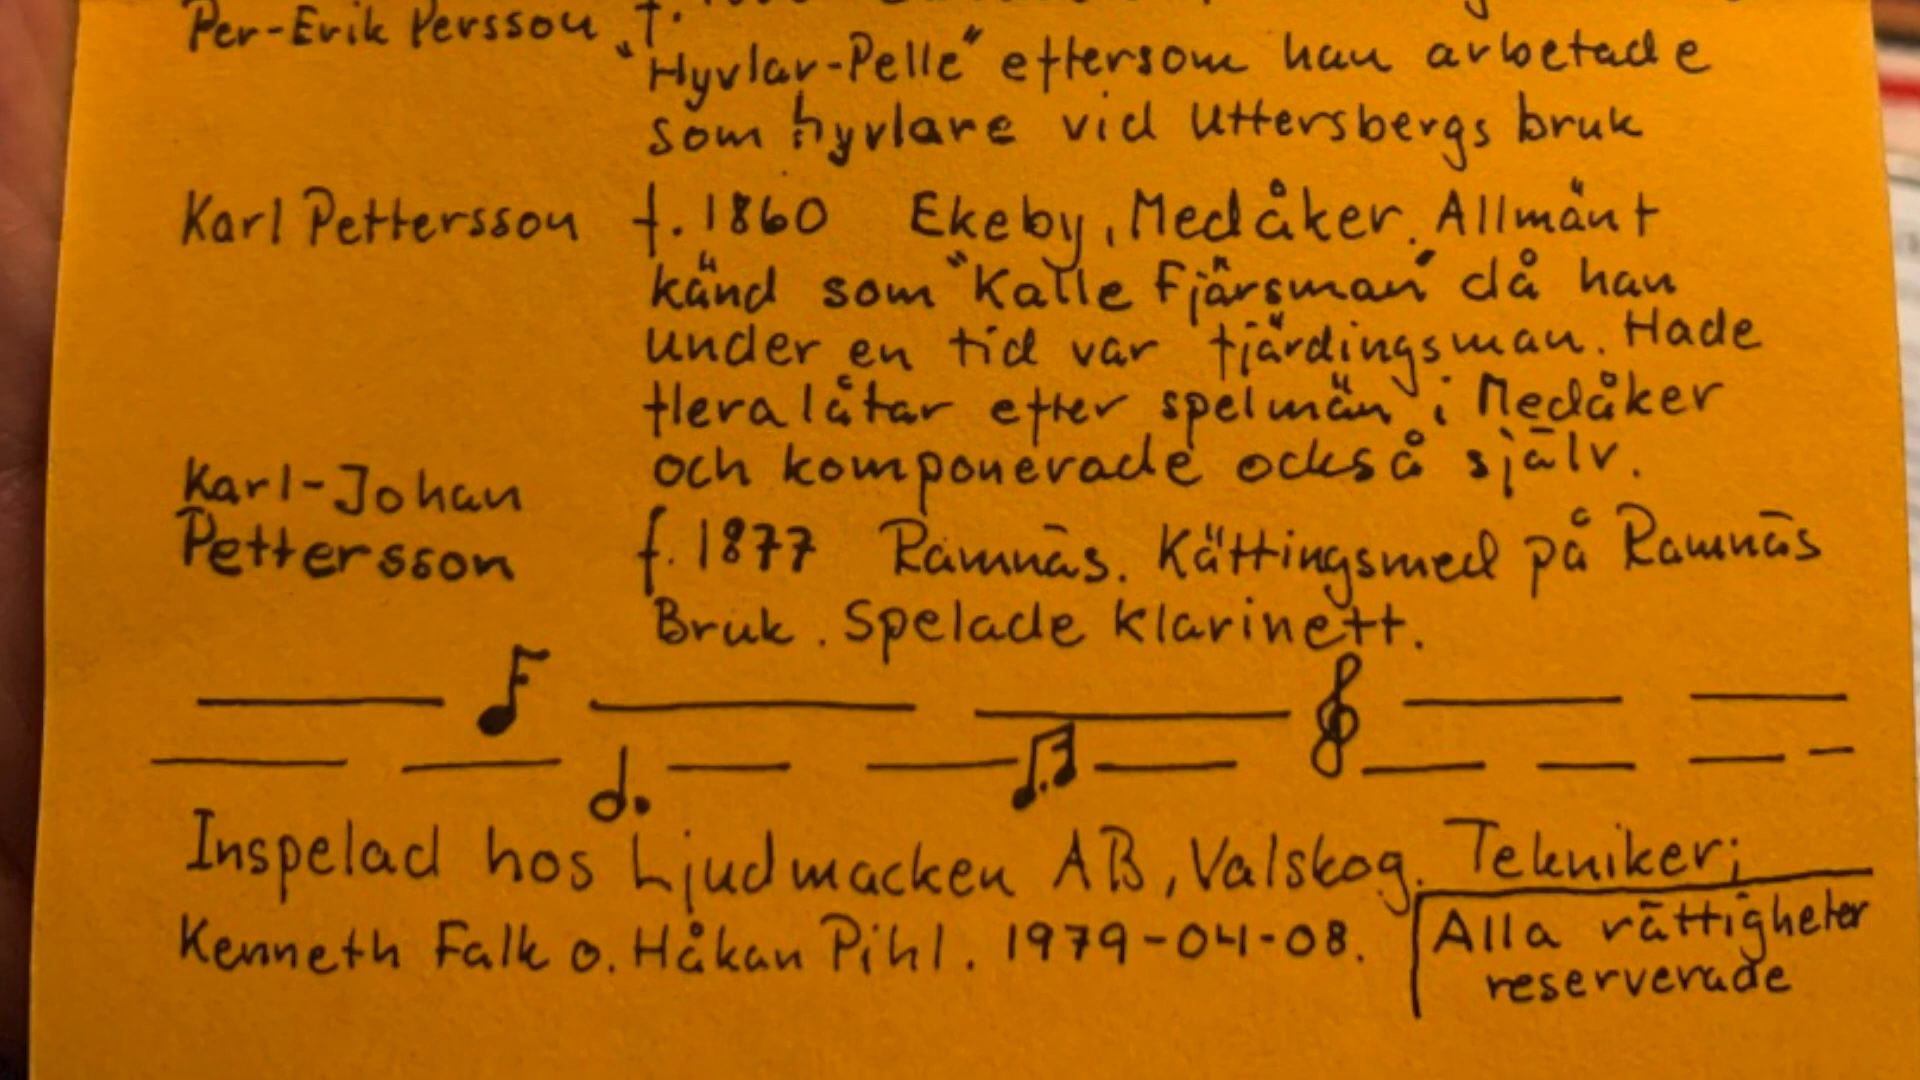 Per-Erik Persson f.
"Hyvlar-Pelle" eftersom han arbetade
som hyvlare vid Uttersbergs bruk
Karl Pettersson f. 1860 Ekeby, Medåker. Allmänt
känd som "Kalle Fjärsman" då han
under en tid var fjärdingsman. Hade
flera låtar efter spelmän i Medåker
och komponerade också själv.
Karl-Johan
Pettersson f. 1877 Ramnäs. Kättingsmed på Ramnäs
Bruk. Spelade klarinett.
Inspelad hos Ljudmacken AB, Valskog. Tekniker;
Kenneth Falk o. Håkan Pihl. 1979-04-08.
Alla rättigheter
reserverade